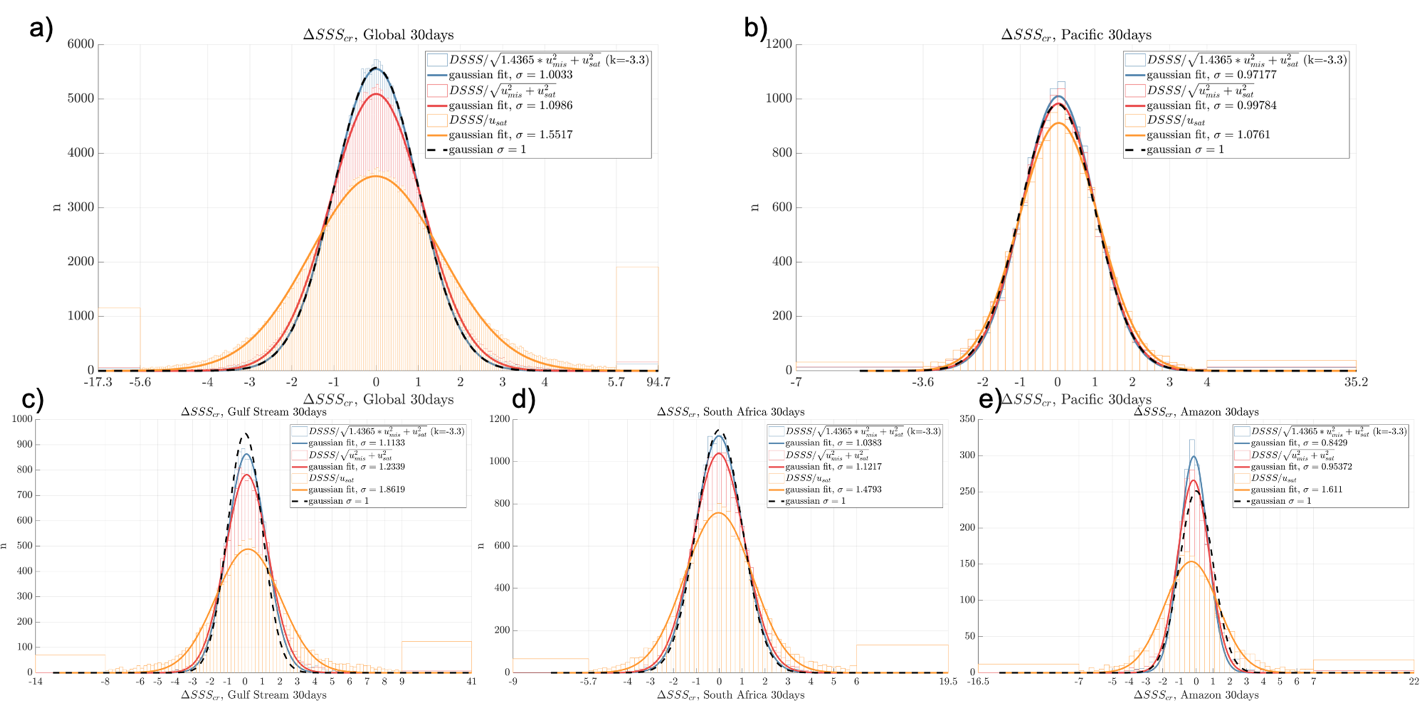 a)
ΔSSS_cr, Global 30days
6000
5000
4000
3000
2000
1000
0
n
-17.3 -5.6 -4 -2 -1 0 1 2 3 4 5.7 94.7
ΔSSS_cr, Global 30days
DSSS/√(1.4365 * u²_mis + u²_sat) (k=-3.3)
gaussian fit, σ = 1.0033
DSSS/√(u²_mis + u²_sat)
gaussian fit, σ = 1.0986
DSSS/u_sat
gaussian fit, σ = 1.5517
gaussian σ = 1
b)
ΔSSS_cr, Pacific 30days
1200
1000
800
600
400
200
0
n
-7 -3.6 -2 -1 0 1 2 3 4 35.2
ΔSSS_cr, Pacific 30days
DSSS/√(1.4365 * u²_mis + u²_sat) (k=-3.3)
gaussian fit, σ = 0.97177
DSSS/√(u²_mis + u²_sat)
gaussian fit, σ = 0.99784
DSSS/u_sat
gaussian fit, σ = 1.0761
gaussian σ = 1
c)
ΔSSS_cr, Gulf Stream 30days
1000
900
800
700
600
500
400
300
200
100
0
n
-14 -8 -5 -4 -3 -2 -1 0 1 2 3 4 5 6 7 8 9 41
ΔSSS_cr, Gulf Stream 30days
DSSS/√(1.4365 * u²_mis + u²_sat) (k=-3.3)
gaussian fit, σ = 1.1133
DSSS/√(u²_mis + u²_sat)
gaussian fit, σ = 1.2339
DSSS/u_sat
gaussian fit, σ = 1.8619
gaussian σ = 1
d)
ΔSSS_cr, South Africa 30days
1200
1000
800
600
400
200
0
n
-9 -5.7 -4 -3 -2 -1 0 1 2 3 4 5 6 19.5
ΔSSS_cr, South Africa 30days
DSSS/√(1.4365 * u²_mis + u²_sat) (k=-3.3)
gaussian fit, σ = 1.0383
DSSS/√(u²_mis + u²_sat)
gaussian fit, σ = 1.1217
DSSS/u_sat
gaussian fit, σ = 1.4793
gaussian σ = 1
e)
ΔSSS_cr, Amazon 30days
350
300
250
200
150
100
50
0
n
-16.5 -7 -5 -4 -2 -1 0 1 2 3 4 5 6 7 22
ΔSSS_cr, Amazon 30days
DSSS/√(1.4365 * u²_mis + u²_sat) (k=-3.3)
gaussian fit, σ = 0.8429
DSSS/√(u²_mis + u²_sat)
gaussian fit, σ = 0.95372
DSSS/u_sat
gaussian fit, σ = 1.611
gaussian σ = 1